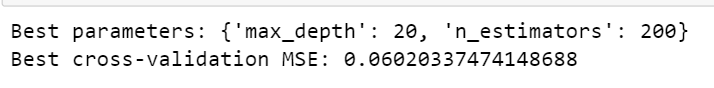 Best parameters: {'max_depth': 20, 'n_estimators': 200}
Best cross-validation MSE: 0.06020337474148688